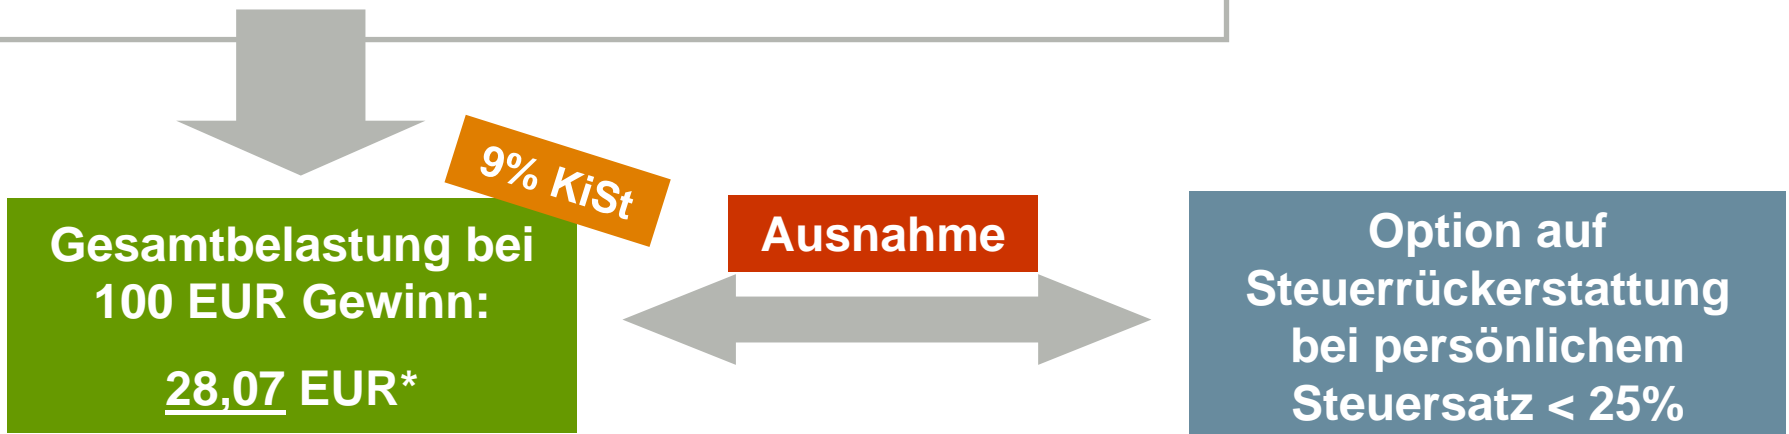 9% KiSt
Gesamtbelastung bei
100 EUR Gewinn:
28,07 EUR*
Ausnahme
Option auf
Steuerrückerstattung
bei persönlichem
Steuersatz < 25%